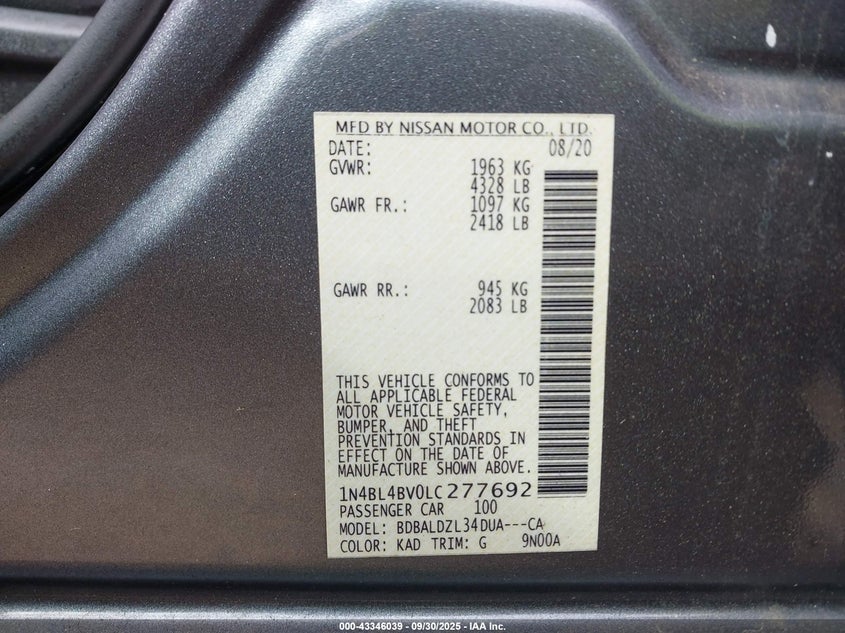 MFD BY NISSAN MOTOR CO., LTD.
DATE: 08/20
GVWR: 1963 KG
4328 LB
GAWR FR.: 1097 KG
2418 LB
GAWR RR.: 945 KG
2083 LB
THIS VEHICLE CONFORMS TO
ALL APPLICABLE FEDERAL
MOTOR VEHICLE SAFETY,
BUMPER, AND THEFT
PREVENTION STANDARDS IN
EFFECT ON THE DATE OF
MANUFACTURE SHOWN ABOVE.
1N4BL4BV0LC277692
PASSENGER CAR 100
MODEL: BDBALDZL34DUA---CA
COLOR: KAD TRIM: G 9N00A
000-43346039 - 09/30/2025 - IAA Inc.